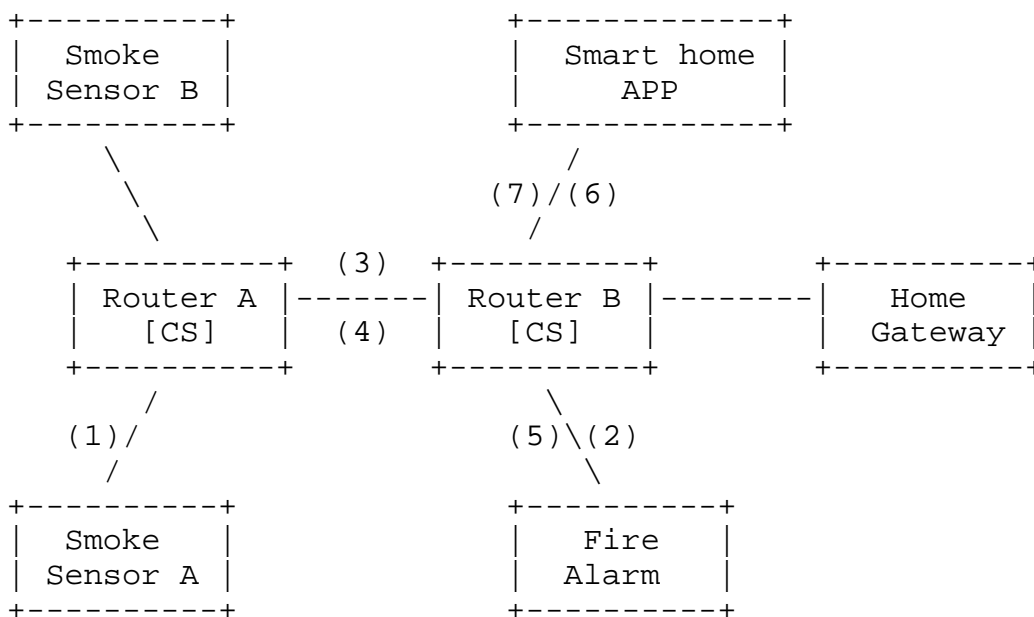 Smoke Sensor B
Smart home APP
(7) (6)
Router A [CS]
(3)
(4)
Router B [CS]
Home Gateway
(1)
(5) (2)
Smoke Sensor A
Fire Alarm